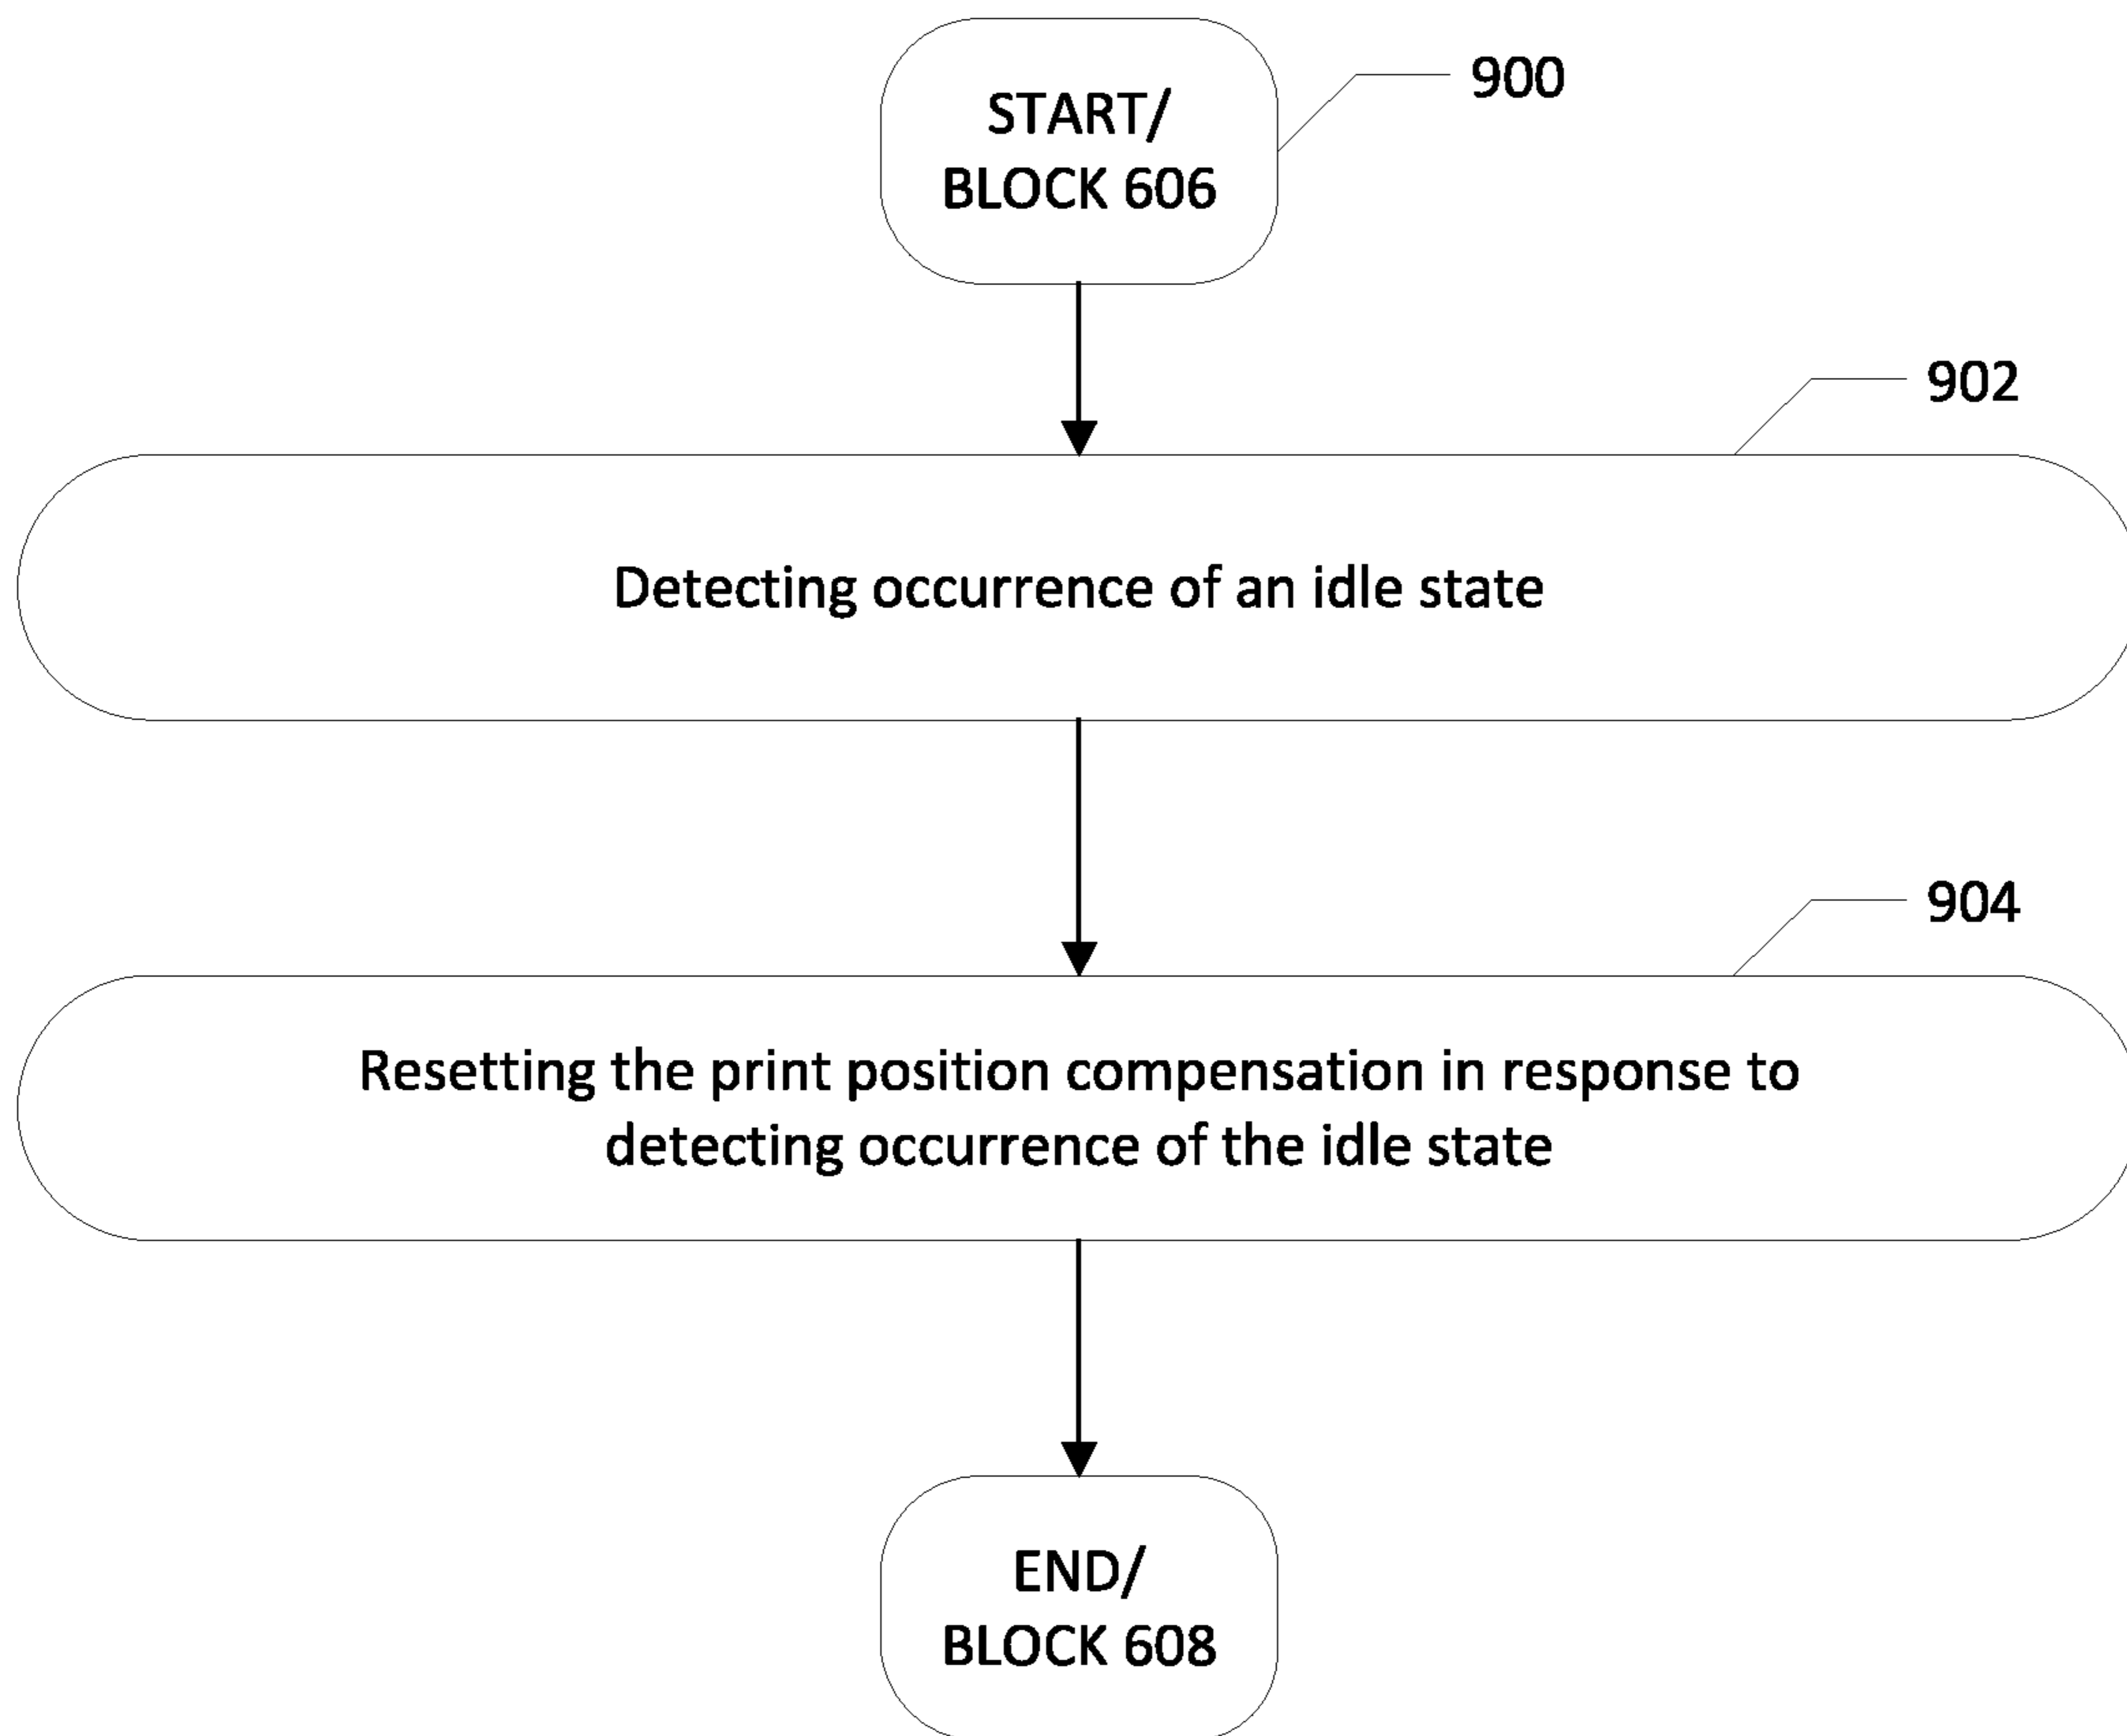 START/
BLOCK 606
900
902
Detecting occurrence of an idle state
904
Resetting the print position compensation in response to
detecting occurrence of the idle state
END/
BLOCK 608